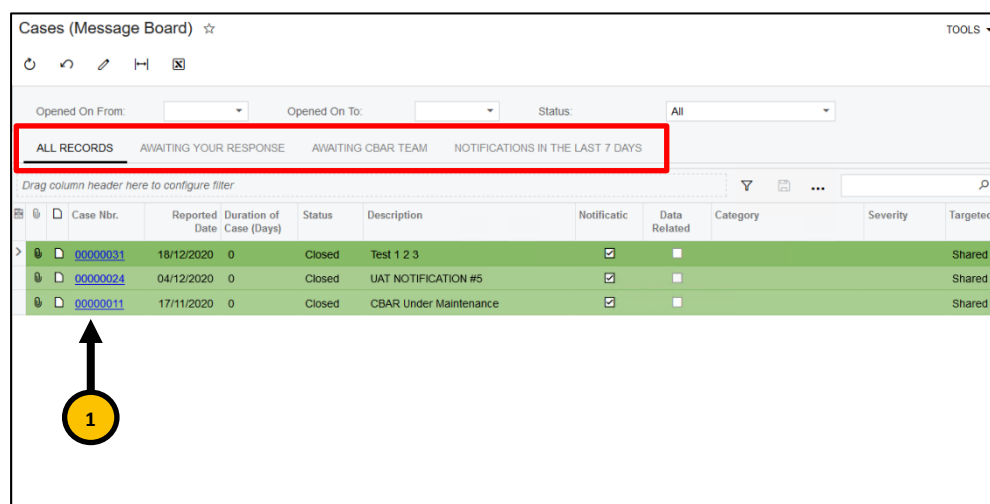 Cases (Message Board)
TOOLS
Opened On From:
Opened On To:
Status:
All
ALL RECORDS
AWAITING YOUR RESPONSE
AWAITING CBAR TEAM
NOTIFICATIONS IN THE LAST 7 DAYS
Drag column header here to configure filter
Case Nbr.
Reported Date
Duration of Case (Days)
Status
Description
Notificatic
Data Related
Category
Severity
Targeted
00000031 18/12/2020 0 Closed Test 1 2 3 Shared
00000024 04/12/2020 0 Closed UAT NOTIFICATION #5 Shared
00000011 17/11/2020 0 Closed CBAR Under Maintenance Shared
1